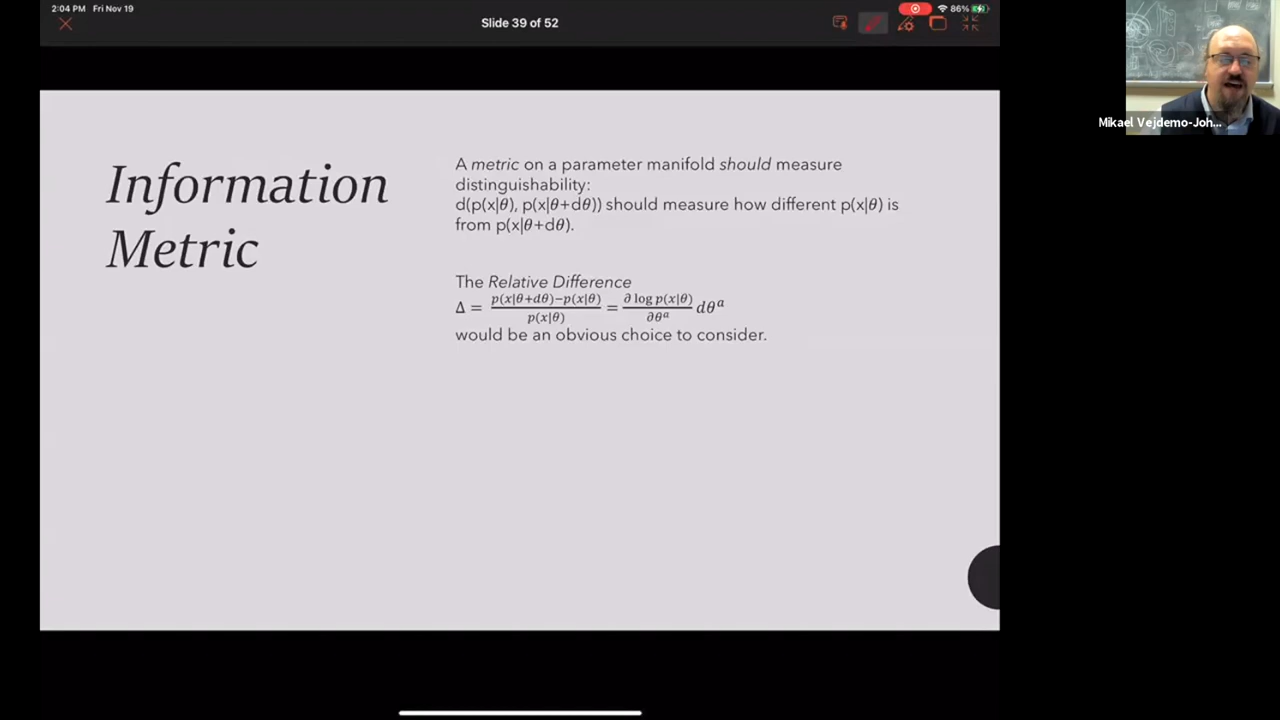 2:04 PM Fri Nov 19
86%
Slide 39 of 52
Mikael Vejdemo-Joh...
Information
Metric
A metric on a parameter manifold should measure
distinguishability:
d(p(x|θ), p(x|θ+dθ)) should measure how different p(x|θ) is
from p(x|θ+dθ).
The Relative Difference
Δ = \frac{p(x|θ+dθ)−p(x|θ)}{p(x|θ)} = \frac{∂ log p(x|θ)}{∂θ^a} dθ^a
would be an obvious choice to consider.